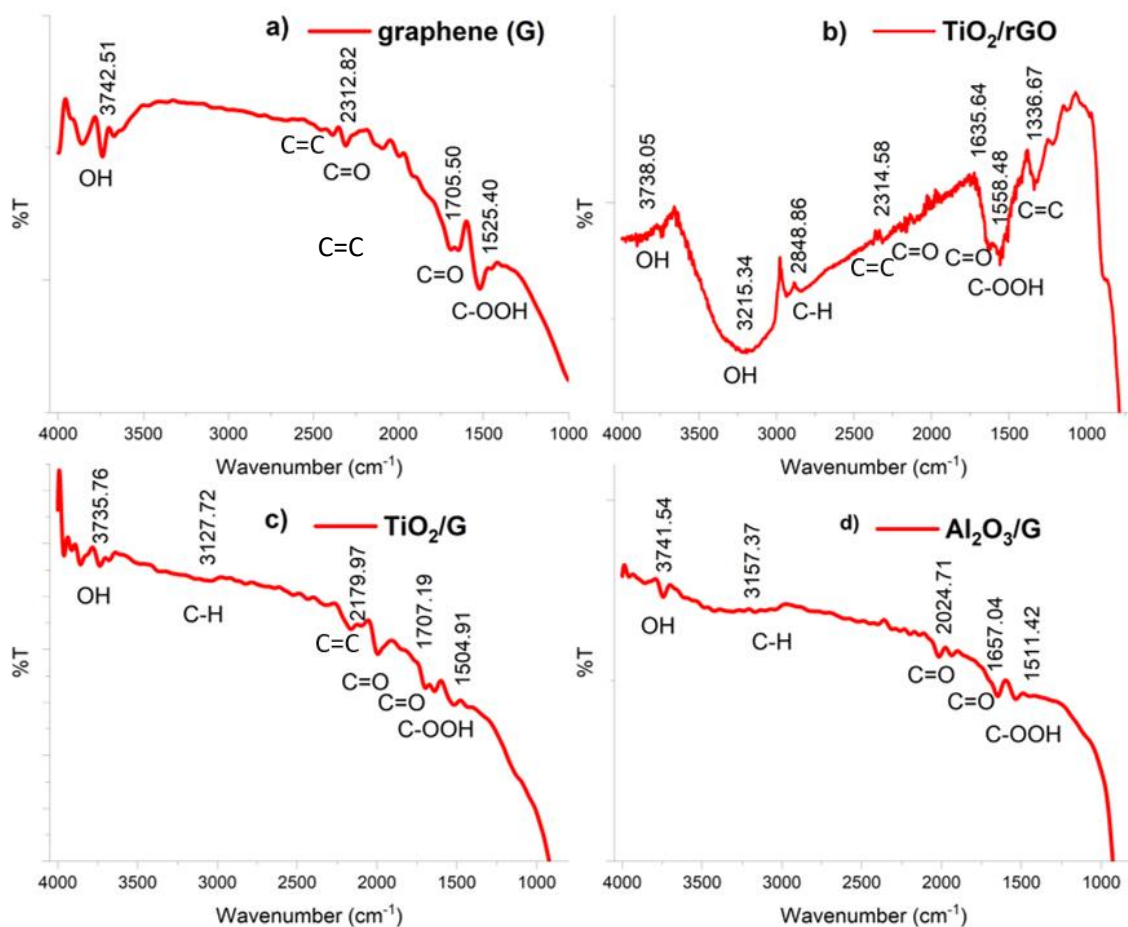 a) graphene (G)
3742.51
2312.82
1705.50
1525.40
OH
C=C
C=O
C=C
C=O
C-OOH
%T
4000 3500 3000 2500 2000 1500 1000
Wavenumber (cm⁻¹)
b) TiO₂/rGO
3738.05
3215.34
2848.86
2314.58
1635.64
1558.48
1336.67
OH
OH
C-H
C=C
C=O
C=O
C-OOH
C=C
%T
4000 3500 3000 2500 2000 1500 1000
Wavenumber (cm⁻¹)
c) TiO₂/G
3735.76
3127.72
2179.97
1707.19
1504.91
OH
C-H
C=C
C=O
C=O
C-OOH
%T
4000 3500 3000 2500 2000 1500 1000
Wavenumber (cm⁻¹)
d) Al₂O₃/G
3741.54
3157.37
2024.71
1657.04
1511.42
OH
C-H
C=O
C=O
C-OOH
%T
4000 3500 3000 2500 2000 1500 1000
Wavenumber (cm⁻¹)